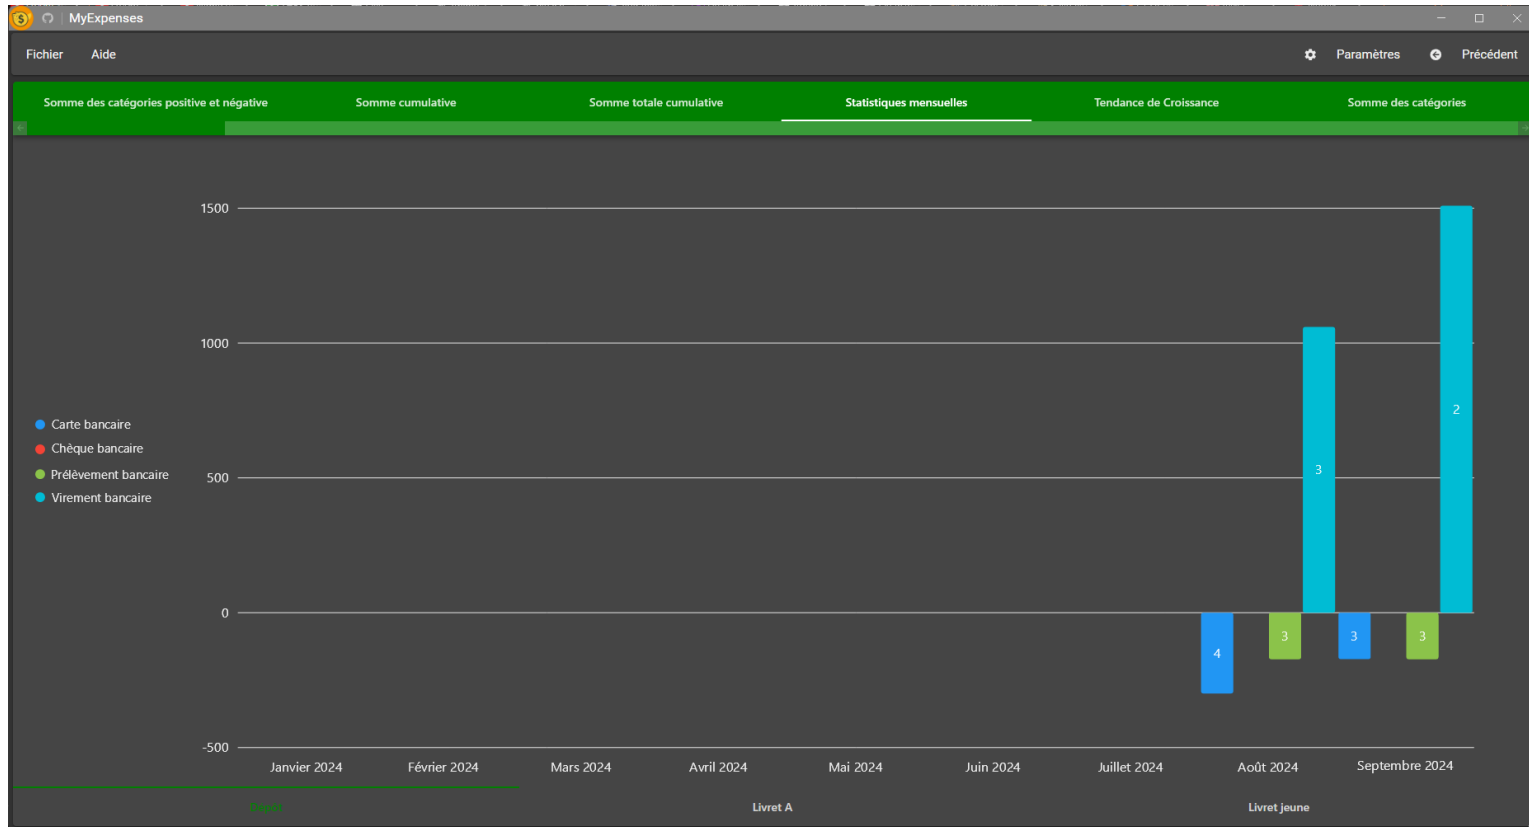 MyExpenses
Fichier Aide Paramètres Précédent
Somme des catégories positive et négative Somme cumulative Somme totale cumulative Statistiques mensuelles Tendance de Croissance Somme des catégories
1500
1000
500
0
-500
Carte bancaire
Chèque bancaire
Prélèvement bancaire
Virement bancaire
4
3
3
3
3
2
Janvier 2024 Février 2024 Mars 2024 Avril 2024 Mai 2024 Juin 2024 Juillet 2024 Août 2024 Septembre 2024
Dépôt Livret A Livret jeune